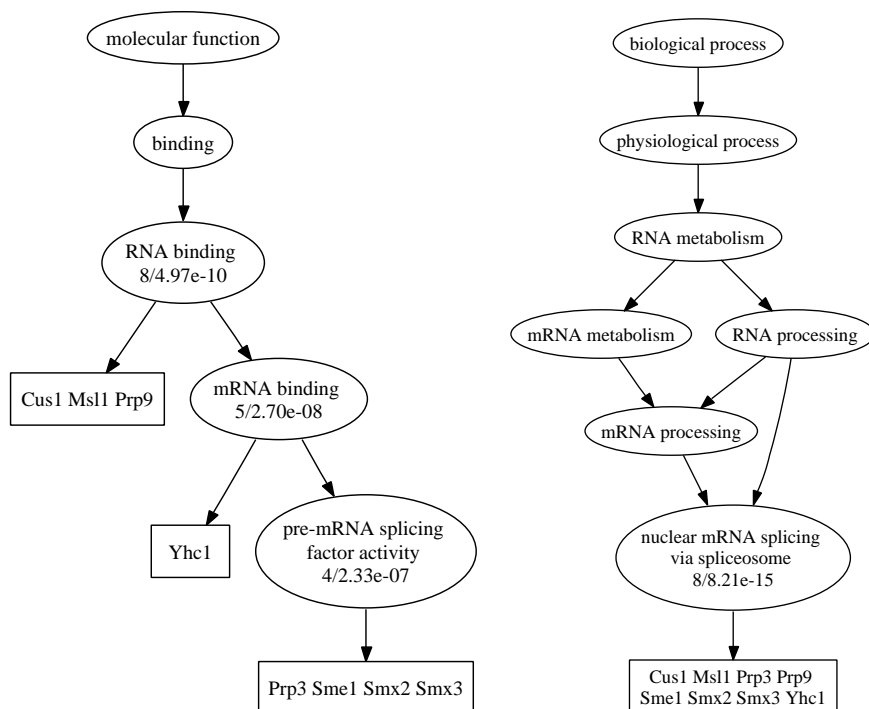 molecular function
binding
RNA binding
8/4.97e-10
Cus1 Msl1 Prp9
mRNA binding
5/2.70e-08
Yhc1
pre-mRNA splicing
factor activity
4/2.33e-07
Prp3 Sme1 Smx2 Smx3
biological process
physiological process
RNA metabolism
mRNA metabolism
RNA processing
mRNA processing
nuclear mRNA splicing
via spliceosome
8/8.21e-15
Cus1 Msl1 Prp3 Prp9
Sme1 Smx2 Smx3 Yhc1